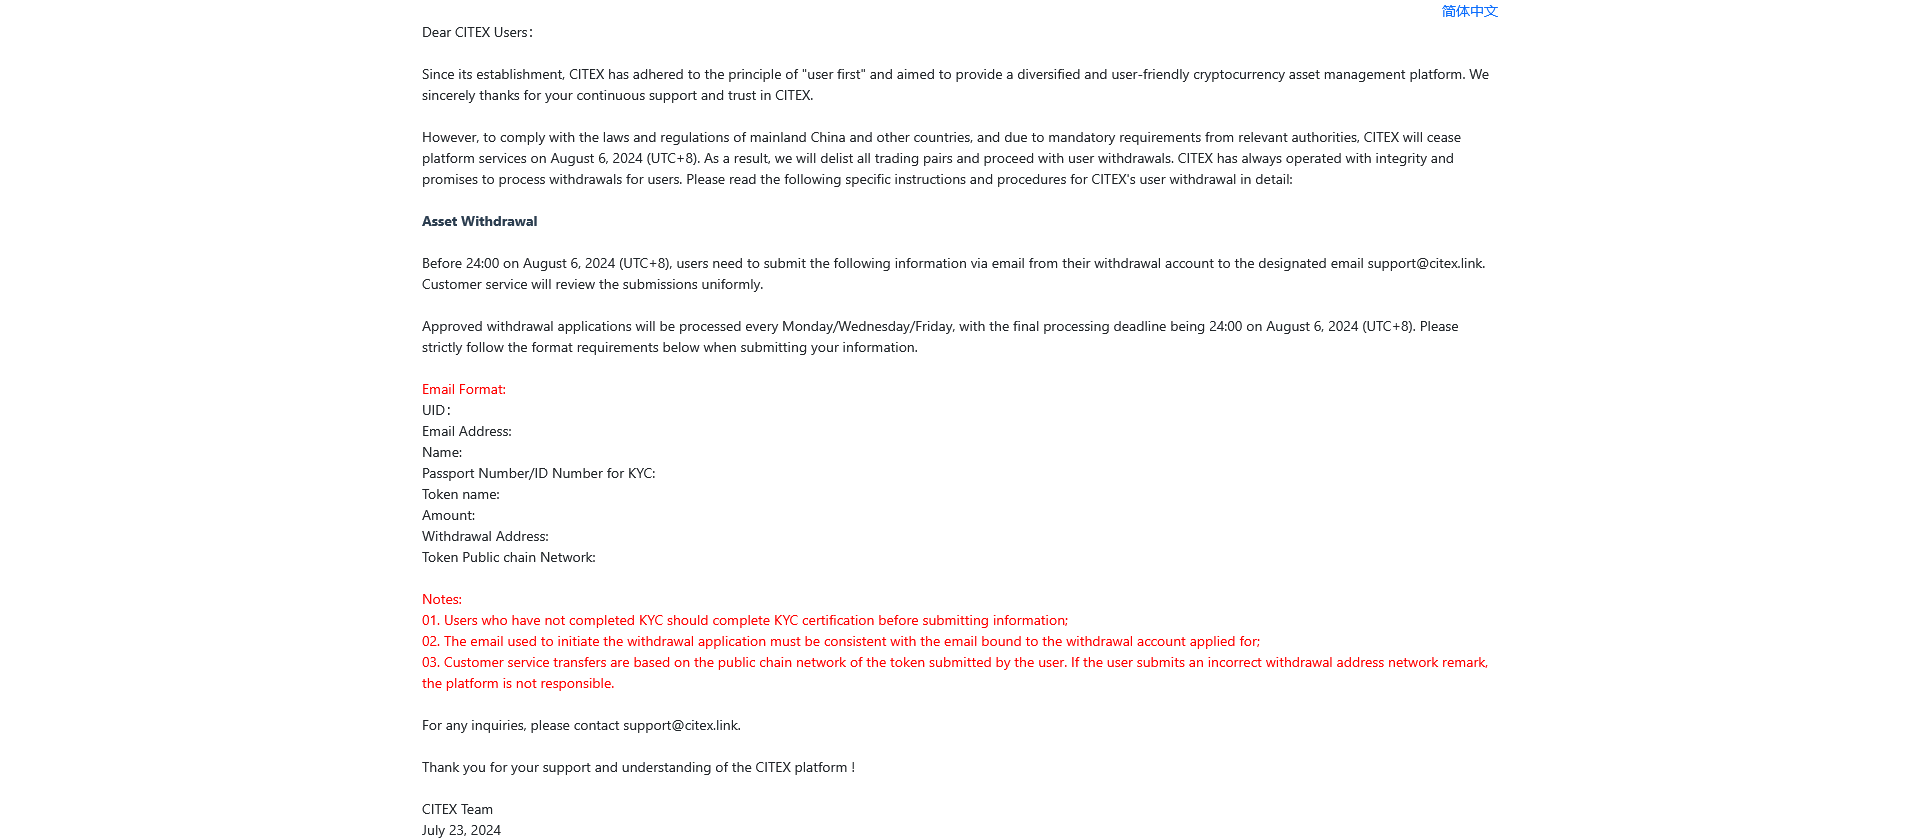 简体中文
Dear CITEX Users：
Since its establishment, CITEX has adhered to the principle of "user first" and aimed to provide a diversified and user-friendly cryptocurrency asset management platform. We
sincerely thanks for your continuous support and trust in CITEX.
However, to comply with the laws and regulations of mainland China and other countries, and due to mandatory requirements from relevant authorities, CITEX will cease
platform services on August 6, 2024 (UTC+8). As a result, we will delist all trading pairs and proceed with user withdrawals. CITEX has always operated with integrity and
promises to process withdrawals for users. Please read the following specific instructions and procedures for CITEX's user withdrawal in detail:
Asset Withdrawal
Before 24:00 on August 6, 2024 (UTC+8), users need to submit the following information via email from their withdrawal account to the designated email support@citex.link.
Customer service will review the submissions uniformly.
Approved withdrawal applications will be processed every Monday/Wednesday/Friday, with the final processing deadline being 24:00 on August 6, 2024 (UTC+8). Please
strictly follow the format requirements below when submitting your information.
Email Format:
UID：
Email Address:
Name:
Passport Number/ID Number for KYC:
Token name:
Amount:
Withdrawal Address:
Token Public chain Network:
Notes:
01. Users who have not completed KYC should complete KYC certification before submitting information;
02. The email used to initiate the withdrawal application must be consistent with the email bound to the withdrawal account applied for;
03. Customer service transfers are based on the public chain network of the token submitted by the user. If the user submits an incorrect withdrawal address network remark,
the platform is not responsible.
For any inquiries, please contact support@citex.link.
Thank you for your support and understanding of the CITEX platform !
CITEX Team
July 23, 2024